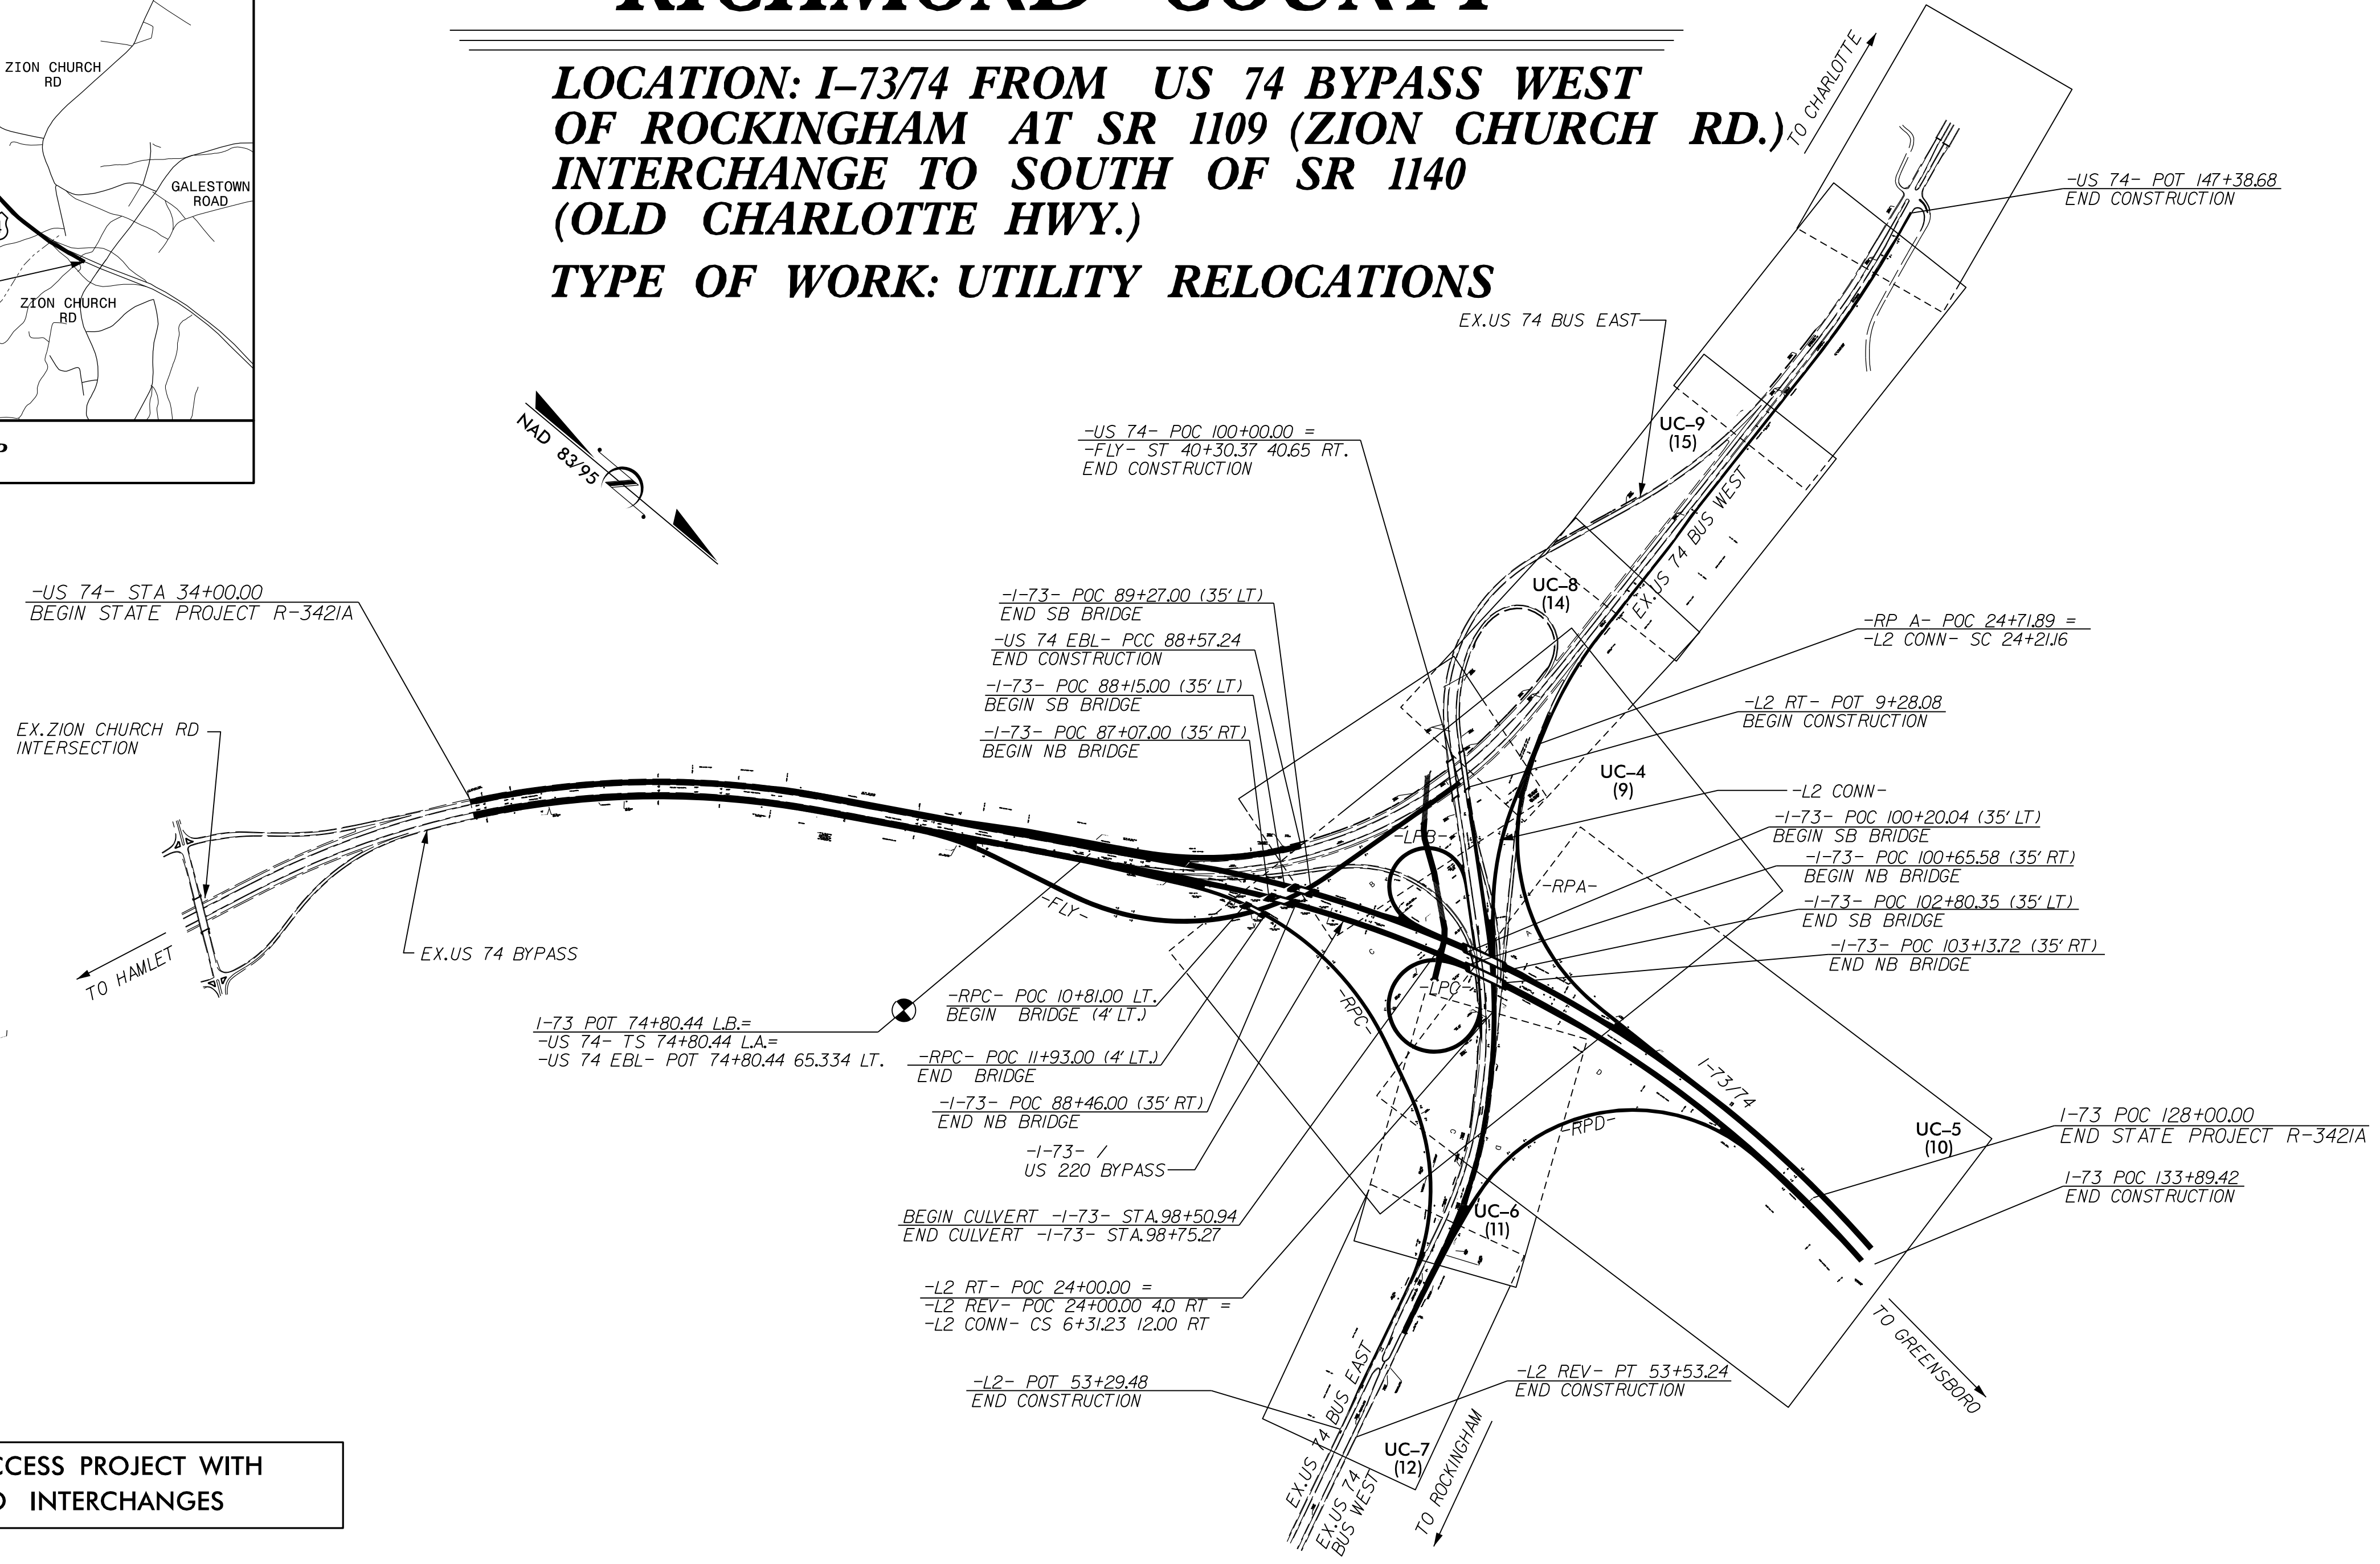 RICHMOND COUNTY
LOCATION: I–73/74 FROM US 74 BYPASS WEST
OF ROCKINGHAM AT SR 1109 (ZION CHURCH RD.)
INTERCHANGE TO SOUTH OF SR 1140
(OLD CHARLOTTE HWY.)
TYPE OF WORK: UTILITY RELOCATIONS
ZION CHURCH
RD
GALESTOWN
ROAD
ZION CHURCH
RD
P
NAD 83/95
TO CHARLOTTE
-US 74- POT 147+38.68
END CONSTRUCTION
EX.US 74 BUS EAST
UC–9
(15)
-US 74- POC 100+00.00 =
-FLY- ST 40+30.37 40.65 RT.
END CONSTRUCTION
EX.US 74 BUS WEST
UC–8
(14)
-US 74- STA 34+00.00
BEGIN STATE PROJECT R-3421A
-I-73- POC 89+27.00 (35' LT)
END SB BRIDGE
-US 74 EBL- PCC 88+57.24
END CONSTRUCTION
-I-73- POC 88+15.00 (35' LT)
BEGIN SB BRIDGE
-I-73- POC 87+07.00 (35' RT)
BEGIN NB BRIDGE
-RP A- POC 24+71.89 =
-L2 CONN- SC 24+21.16
-L2 RT- POT 9+28.08
BEGIN CONSTRUCTION
UC–4
(9)
-L2 CONN-
-I-73- POC 100+20.04 (35' LT)
BEGIN SB BRIDGE
-I-73- POC 100+65.58 (35' RT)
BEGIN NB BRIDGE
-I-73- POC 102+80.35 (35' LT)
END SB BRIDGE
-I-73- POC 103+13.72 (35' RT)
END NB BRIDGE
EX.ZION CHURCH RD
INTERSECTION
TO HAMLET
EX.US 74 BYPASS
-FLY-
-LPB-
-RPA-
-LPC-
-RPC-
-RPD-
I-73/74
I-73 POT 74+80.44 L.B.=
-US 74- TS 74+80.44 L.A.=
-US 74 EBL- POT 74+80.44 65.334 LT.
-RPC- POC 10+81.00 LT.
BEGIN BRIDGE (4' LT.)
-RPC- POC 11+93.00 (4' LT.)
END BRIDGE
-I-73- POC 88+46.00 (35' RT)
END NB BRIDGE
-I-73- /
US 220 BYPASS
BEGIN CULVERT -I-73- STA.98+50.94
END CULVERT -I-73- STA.98+75.27
-L2 RT- POC 24+00.00 =
-L2 REV- POC 24+00.00 4.0 RT =
-L2 CONN- CS 6+31.23 12.00 RT
UC–5
(10)
I-73 POC 128+00.00
END STATE PROJECT R-3421A
I-73 POC 133+89.42
END CONSTRUCTION
UC–6
(11)
TO GREENSBORO
-L2- POT 53+29.48
END CONSTRUCTION
-L2 REV- PT 53+53.24
END CONSTRUCTION
UC–7
(12)
EX.US 74 BUS EAST
EX.US 74
BUS WEST
TO ROCKINGHAM
CCESS PROJECT WITH
INTERCHANGES